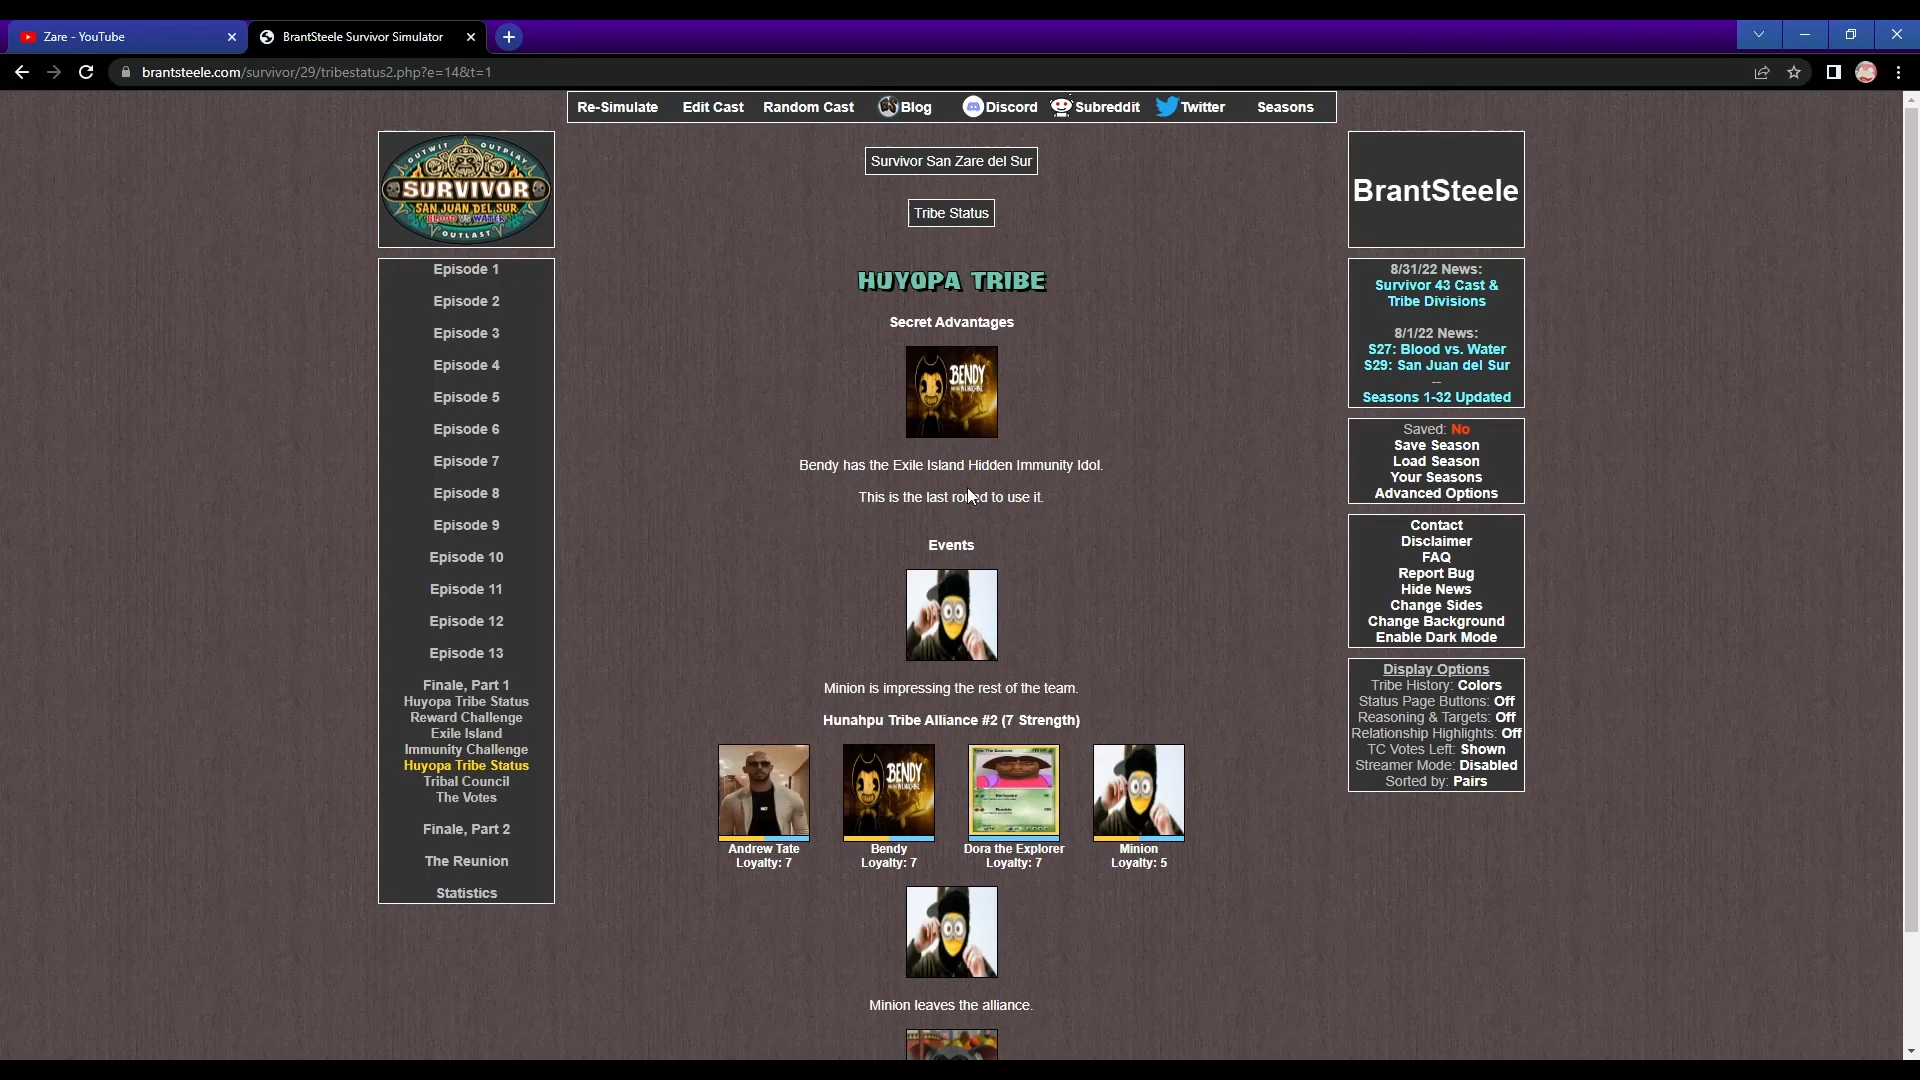 Zare - YouTube
BrantSteele Survivor Simulator
brantsteele.com/survivor/29/tribestatus2.php?e=14&t=1
Re-Simulate Edit Cast Random Cast Blog Discord Subreddit Twitter Seasons
OUTWIT OUTPLAY
SURVIVOR
SAN JUAN DEL SUR
BLOOD VS WATER
OUTLAST
Episode 1
Episode 2
Episode 3
Episode 4
Episode 5
Episode 6
Episode 7
Episode 8
Episode 9
Episode 10
Episode 11
Episode 12
Episode 13
Finale, Part 1
Huyopa Tribe Status
Reward Challenge
Exile Island
Immunity Challenge
Huyopa Tribe Status
Tribal Council
The Votes
Finale, Part 2
The Reunion
Statistics
Survivor San Zare del Sur
Tribe Status
HUYOPA TRIBE
Secret Advantages
BENDY
Bendy has the Exile Island Hidden Immunity Idol.
This is the last round to use it.
Events
Minion is impressing the rest of the team.
Hunahpu Tribe Alliance #2 (7 Strength)
BENDY
Andrew Tate Bendy Dora the Explorer Minion
Loyalty: 7 Loyalty: 7 Loyalty: 7 Loyalty: 5
Minion leaves the alliance.
BrantSteele
8/31/22 News:
Survivor 43 Cast &
Tribe Divisions
8/1/22 News:
S27: Blood vs. Water
S29: San Juan del Sur
--
Seasons 1-32 Updated
Saved: No
Save Season
Load Season
Your Seasons
Advanced Options
Contact
Disclaimer
FAQ
Report Bug
Hide News
Change Sides
Change Background
Enable Dark Mode
Display Options
Tribe History: Colors
Status Page Buttons: Off
Reasoning & Targets: Off
Relationship Highlights: Off
TC Votes Left: Shown
Streamer Mode: Disabled
Sorted by: Pairs